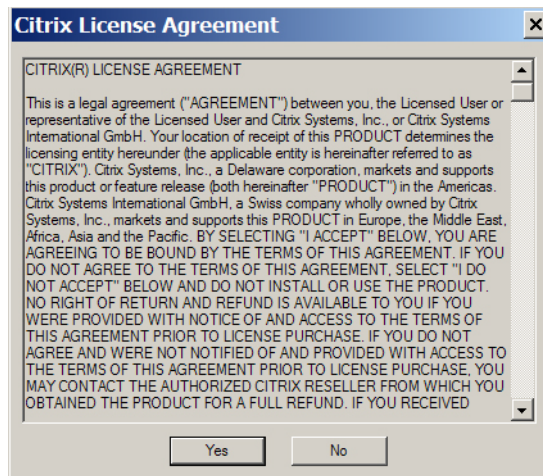 Citrix License Agreement
CITRIX(R) LICENSE AGREEMENT
This is a legal agreement ("AGREEMENT") between you, the Licensed User or
representative of the Licensed User and Citrix Systems, Inc., or Citrix Systems
International GmbH. Your location of receipt of this PRODUCT determines the
licensing entity hereunder (the applicable entity is hereinafter referred to as
"CITRIX"). Citrix Systems, Inc., a Delaware corporation, markets and supports
this product or feature release (both hereinafter "PRODUCT") in the Americas.
Citrix Systems International GmbH, a Swiss company wholly owned by Citrix
Systems, Inc., markets and supports this PRODUCT in Europe, the Middle East,
Africa, Asia and the Pacific. BY SELECTING "I ACCEPT" BELOW, YOU ARE
AGREEING TO BE BOUND BY THE TERMS OF THIS AGREEMENT. IF YOU
DO NOT AGREE TO THE TERMS OF THIS AGREEMENT, SELECT "I DO
NOT ACCEPT" BELOW AND DO NOT INSTALL OR USE THE PRODUCT.
NO RIGHT OF RETURN AND REFUND IS AVAILABLE TO YOU IF YOU
WERE PROVIDED WITH NOTICE OF AND ACCESS TO THE TERMS OF
THIS AGREEMENT PRIOR TO LICENSE PURCHASE. IF YOU DO NOT
AGREE AND WERE NOT NOTIFIED OF AND PROVIDED WITH ACCESS TO
THE TERMS OF THIS AGREEMENT PRIOR TO LICENSE PURCHASE, YOU
MAY CONTACT THE AUTHORIZED CITRIX RESELLER FROM WHICH YOU
OBTAINED THE PRODUCT FOR A FULL REFUND. IF YOU RECEIVED
Yes
No